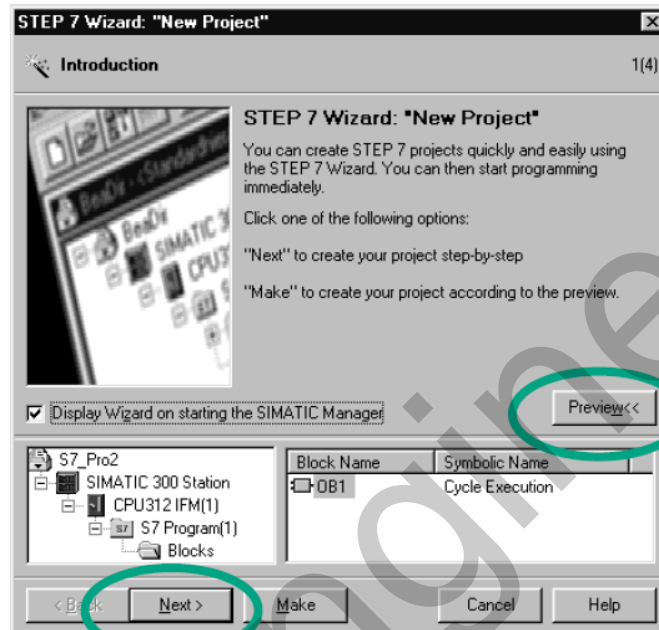 STEP 7 Wizard: "New Project"
Introduction
1(4)
STEP 7 Wizard: "New Project"
You can create STEP 7 projects quickly and easily using
the STEP 7 Wizard. You can then start programming
immediately.
Click one of the following options:
"Next" to create your project step-by-step
"Make" to create your project according to the preview.
BeaDir
SIMATIC 3
CPU3
Display Wizard on starting the SIMATIC Manager
Preview<<
S7_Pro2
SIMATIC 300 Station
CPU312 IFM(1)
S7 Program(1)
Blocks
Block Name Symbolic Name
OB1 Cycle Execution
< Back Next > Make Cancel Help